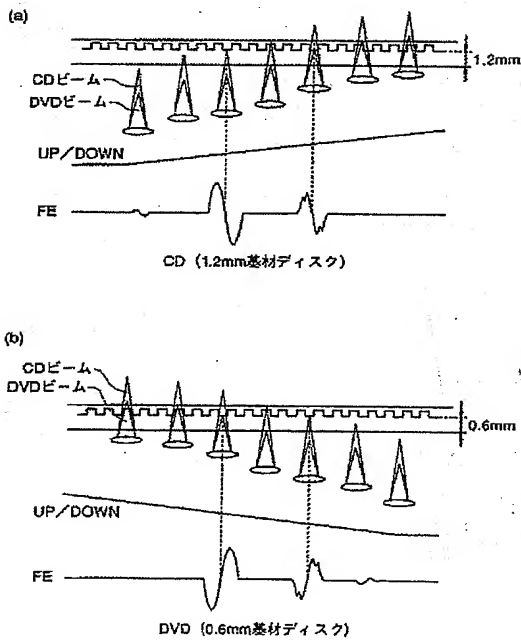 (a)
CDビーム
DVDビーム
1.2mm
UP/DOWN
FE
CD (1.2mm基材ディスク)
(b)
CDビーム
DVDビーム
0.6mm
UP/DOWN
FE
DVD (0.6mm基材ディスク)